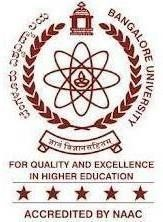 ಬೆಂಗಳೂರು ವಿಶ್ವವಿದ್ಯಾಲಯ
BANGALORE UNIVERSITY
ज्ञानं विज्ञानसहितम्
FOR QUALITY AND EXCELLENCE
IN HIGHER EDUCATION
ACCREDITED BY NAAC